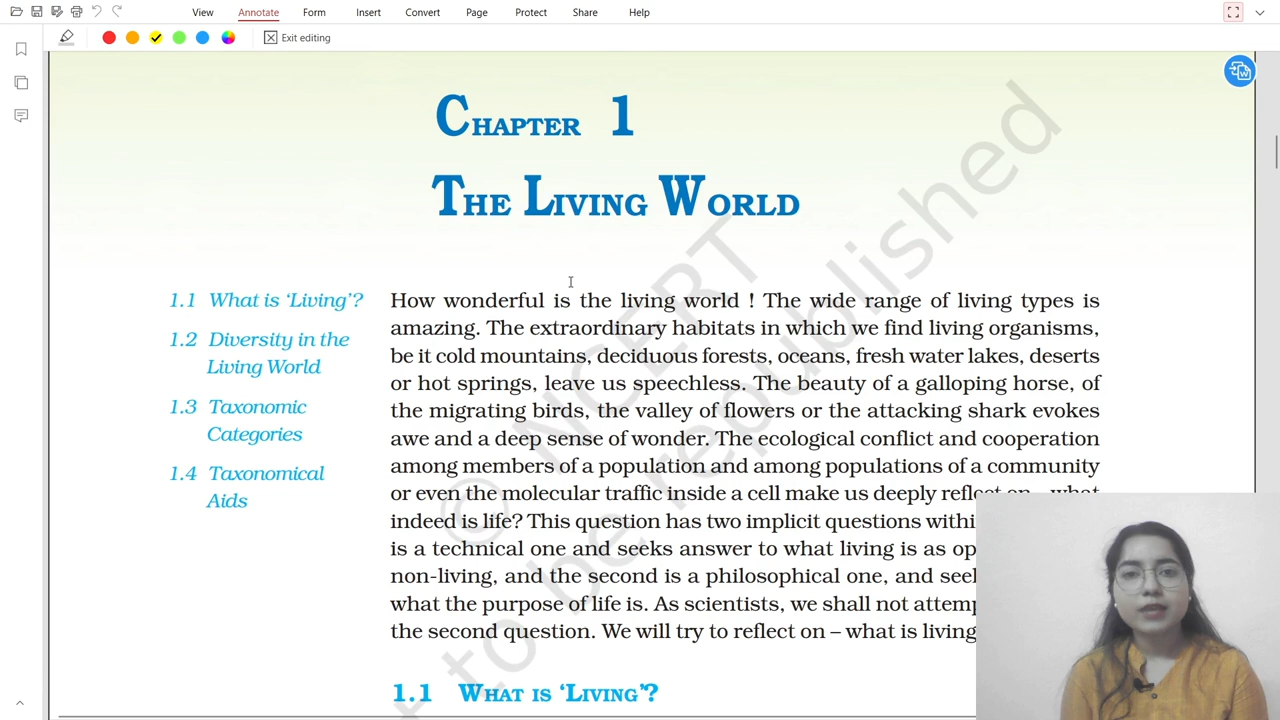 View Annotate Form Insert Convert Page Protect Share Help
Exit editing
CHAPTER 1
THE LIVING WORLD
1.1 What is ‘Living’?
1.2 Diversity in the
Living World
1.3 Taxonomic
Categories
1.4 Taxonomical
Aids
How wonderful is the living world ! The wide range of living types is
amazing. The extraordinary habitats in which we find living organisms,
be it cold mountains, deciduous forests, oceans, fresh water lakes, deserts
or hot springs, leave us speechless. The beauty of a galloping horse, of
the migrating birds, the valley of flowers or the attacking shark evokes
awe and a deep sense of wonder. The ecological conflict and cooperation
among members of a population and among populations of a community
or even the molecular traffic inside a cell make us deeply reflect on – what
indeed is life? This question has two implicit questions
is a technical one and seeks answer to what living is as
non-living, and the second is a philosophical one, and
what the purpose of life is. As scientists, we shall not
the second question. We will try to reflect on – what is living
1.1 WHAT IS ‘LIVING’?
© NCERT
not to be republished